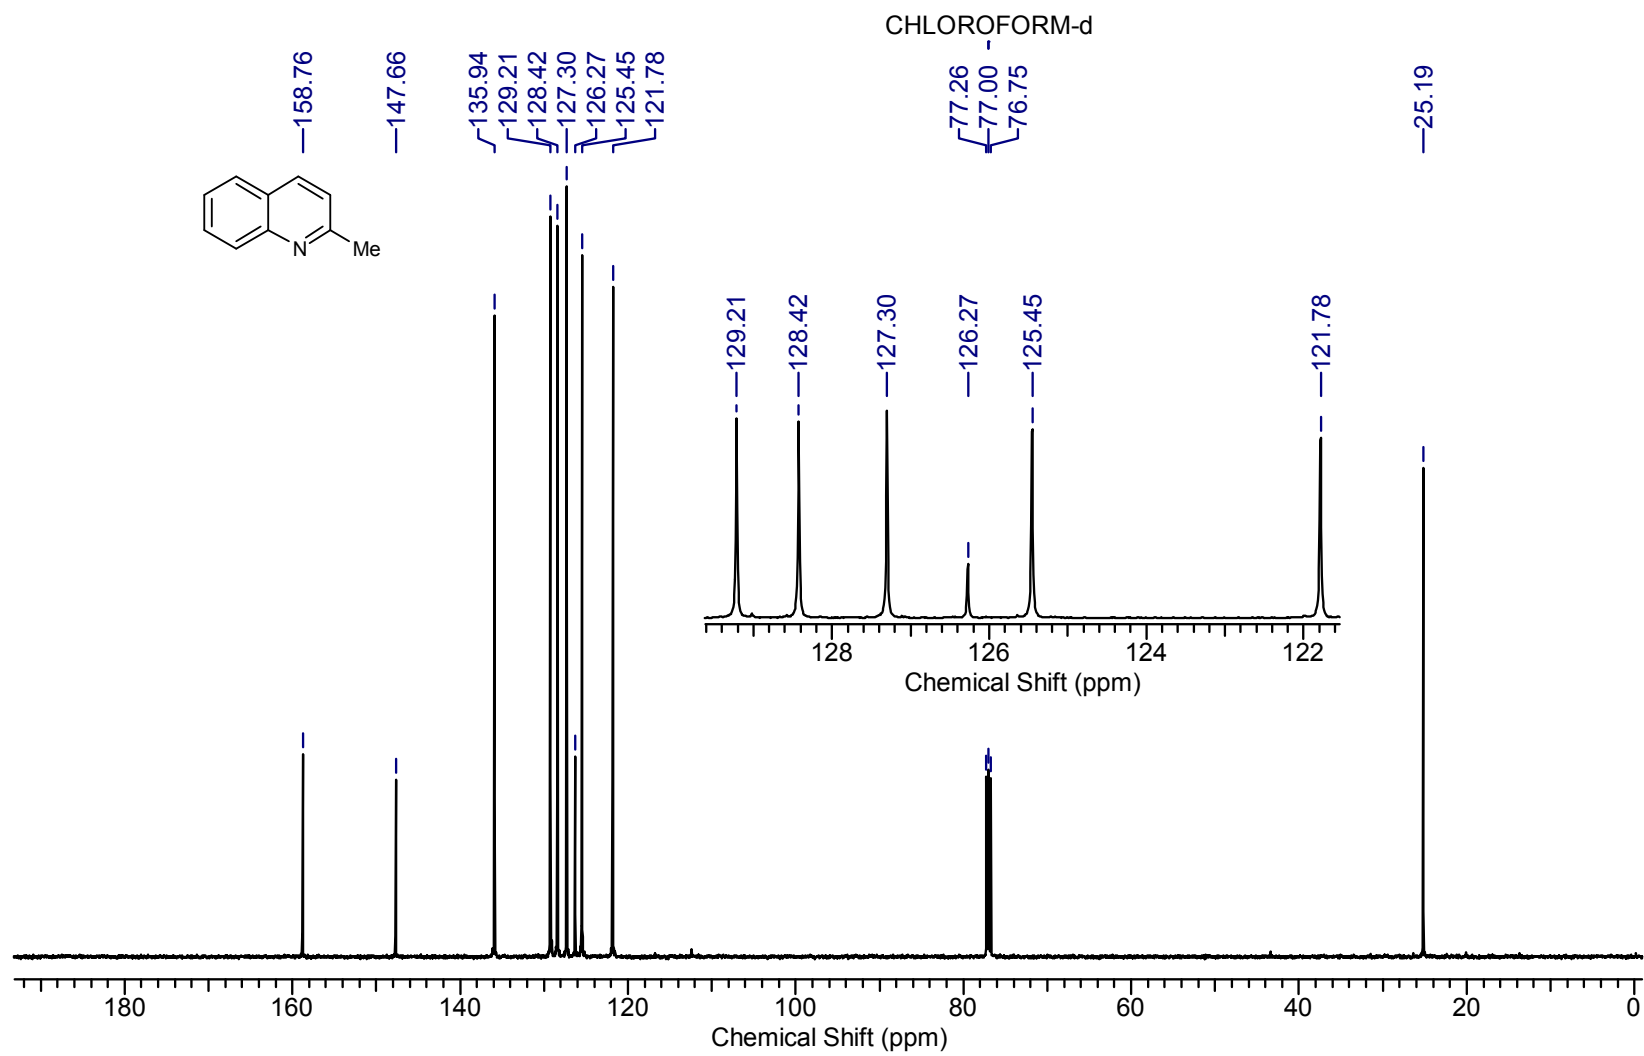 CHLOROFORM-d
158.76
147.66
135.94
129.21
128.42
127.30
126.27
125.45
121.78
77.26
77.00
76.75
25.19
N
Me
129.21
128.42
127.30
126.27
125.45
121.78
128 126 124 122
Chemical Shift (ppm)
180 160 140 120 100 80 60 40 20 0
Chemical Shift (ppm)